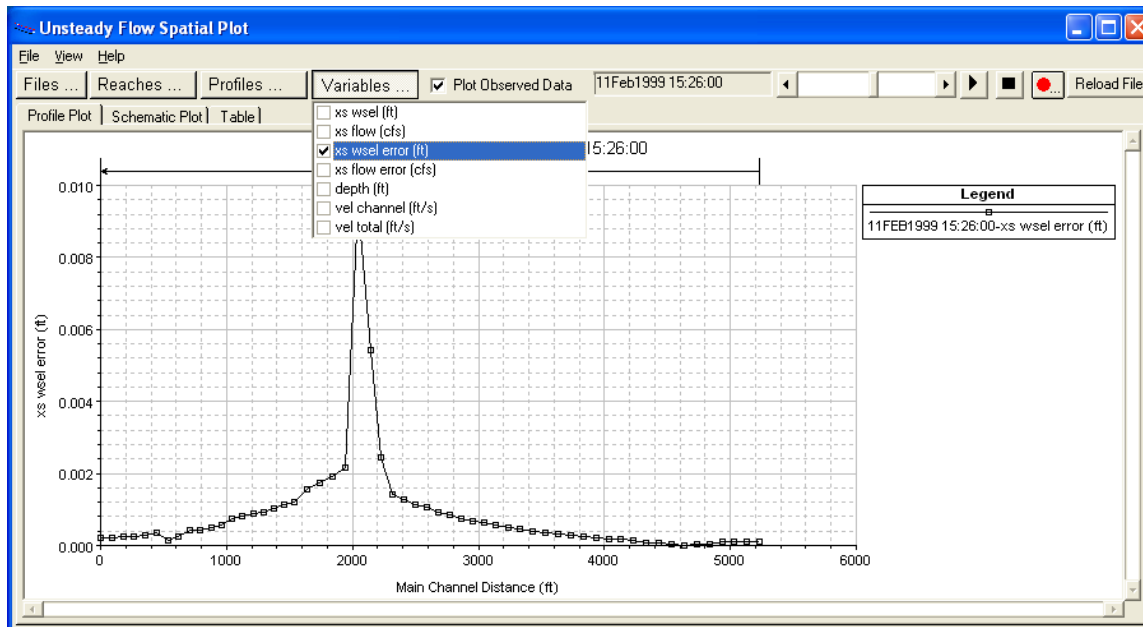 Unsteady Flow Spatial Plot
File View Help
Files ... Reaches ... Profiles ... Variables ... Plot Observed Data 11Feb1999 15:26:00 ... Reload File
Profile Plot Schematic Plot Table
xs wsel (ft)
xs flow (cfs)
xs wsel error (ft)
xs flow error (cfs)
depth (ft)
vel channel (ft/s)
vel total (ft/s)
15:26:00
Legend
11FEB1999 15:26:00-xs wsel error (ft)
xs wsel error (ft)
0.010
0.008
0.006
0.004
0.002
0.000
0 1000 2000 3000 4000 5000 6000
Main Channel Distance (ft)